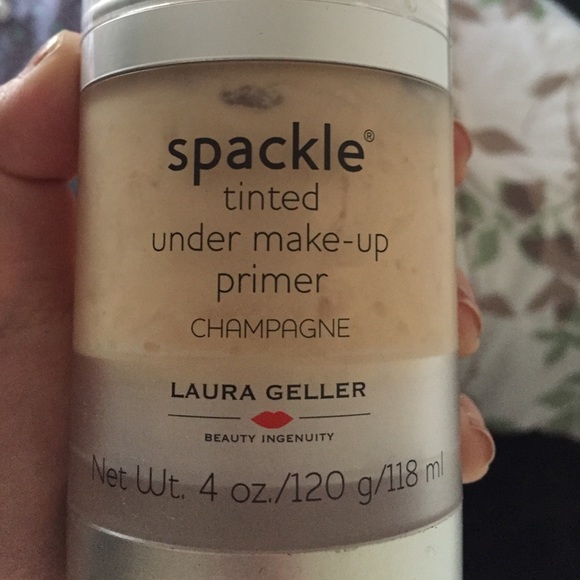 spackle®
tinted
under make-up
primer
CHAMPAGNE
LAURA GELLER
BEAUTY INGENUITY
Net Wt. 4 oz./120 g/118 ml